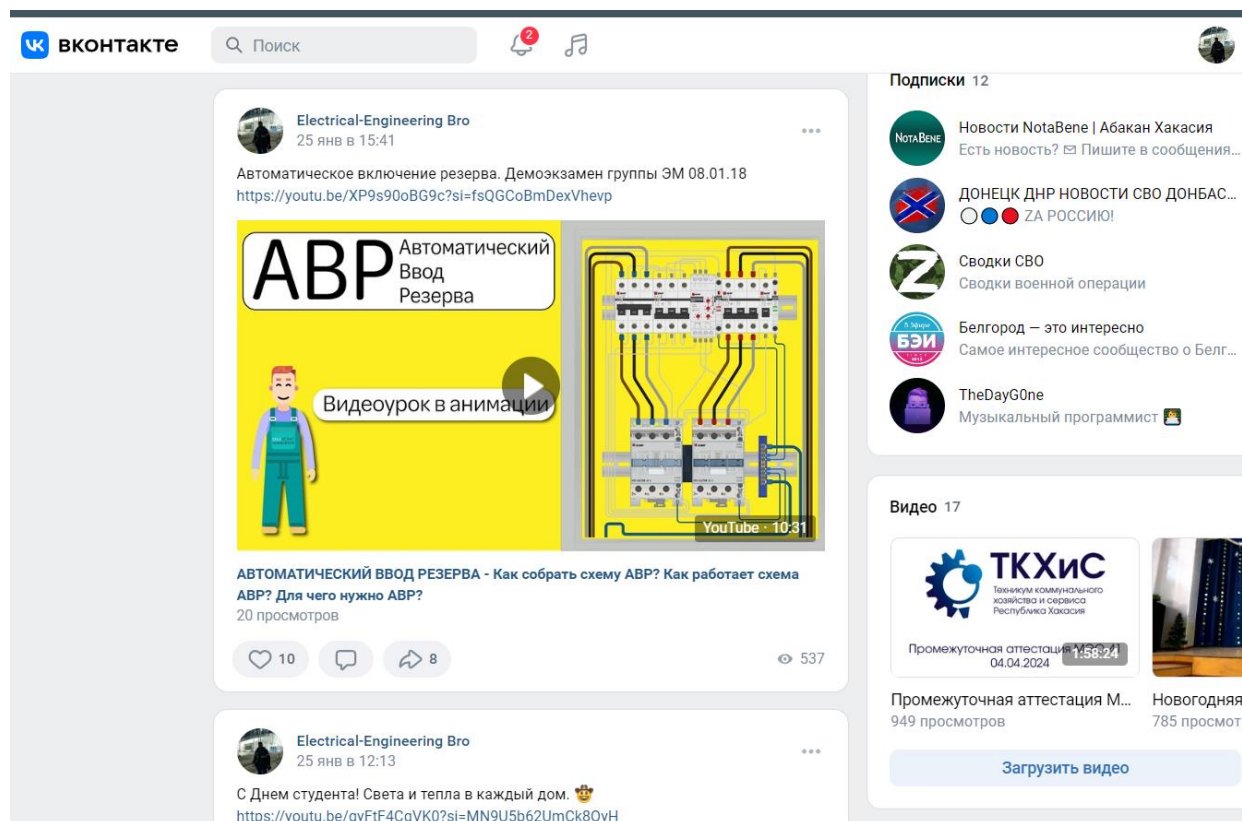 вконтакте
Поиск
2
Electrical-Engineering Bro
25 янв в 15:41
Автоматическое включение резерва. Демоэкзамен группы ЭМ 08.01.18
https://youtu.be/XP9s90oBG9c?si=fsQGCoBmDexVhevp
АВР
Автоматический
Ввод
Резерва
Видеоурок в анимации
YouTube · 10:31
АВТОМАТИЧЕСКИЙ ВВОД РЕЗЕРВА - Как собрать схему АВР? Как работает схема
АВР? Для чего нужно АВР?
20 просмотров
10
8
537
Electrical-Engineering Bro
25 янв в 12:13
С Днем студента! Света и тепла в каждый дом.
https://youtu.be/gyFtF4CgVK0?si=MN9U5b62UmCk8OyH
Подписки 12
NOTABENE
Новости NotaBene | Абакан Хакасия
Есть новость? Пишите в сообщения...
ДОНЕЦК ДНР НОВОСТИ СВО ДОНБАС...
ZA РОССИЮ!
Сводки СВО
Сводки военной операции
БЭИ
Белгород — это интересно
Самое интересное сообщество о Белг...
TheDayG0ne
Музыкальный программист
Видео 17
ТКХиС
Техникум коммунального
хозяйства и сервиса
Республика Хакасия
Промежуточная аттестация
04.04.2024
1:58:24
Промежуточная аттестация М...
949 просмотров
Новогодняя
785 просмот
Загрузить видео